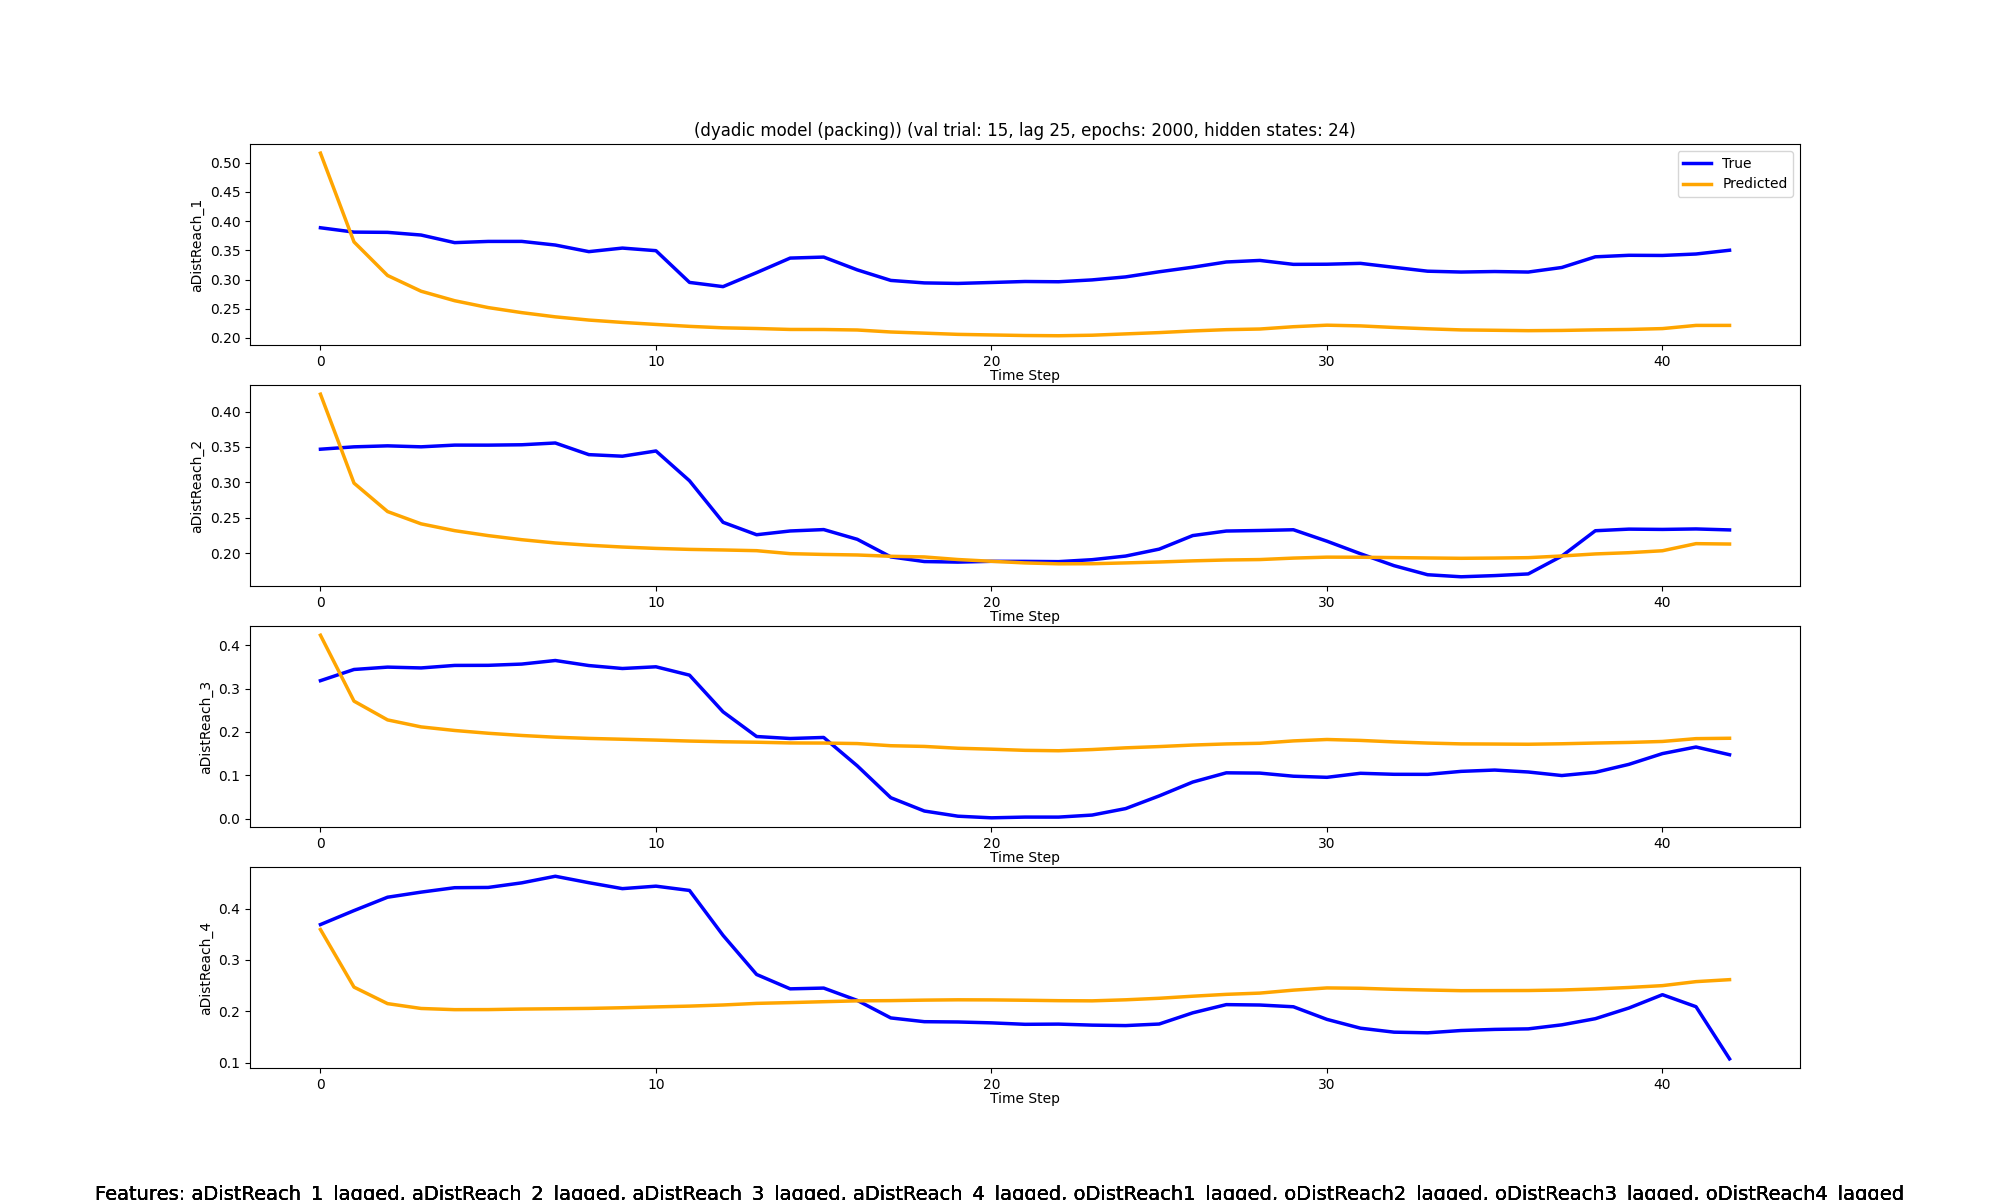 (dyadic model (packing)) (val trial: 15, lag 25, epochs: 2000, hidden states: 24)
True
Predicted
aDistReach_1
0.50
0.45
0.40
0.35
0.30
0.25
0.20
0 10 20 30 40
Time Step
aDistReach_2
0.40
0.35
0.30
0.25
0.20
0 10 20 30 40
Time Step
aDistReach_3
0.4
0.3
0.2
0.1
0.0
0 10 20 30 40
Time Step
aDistReach_4
0.4
0.3
0.2
0.1
0 10 20 30 40
Time Step
Features: aDistReach_1_lagged, aDistReach_2_lagged, aDistReach_3_lagged, aDistReach_4_lagged, oDistReach1_lagged, oDistReach2_lagged, oDistReach3_lagged, oDistReach4_lagged